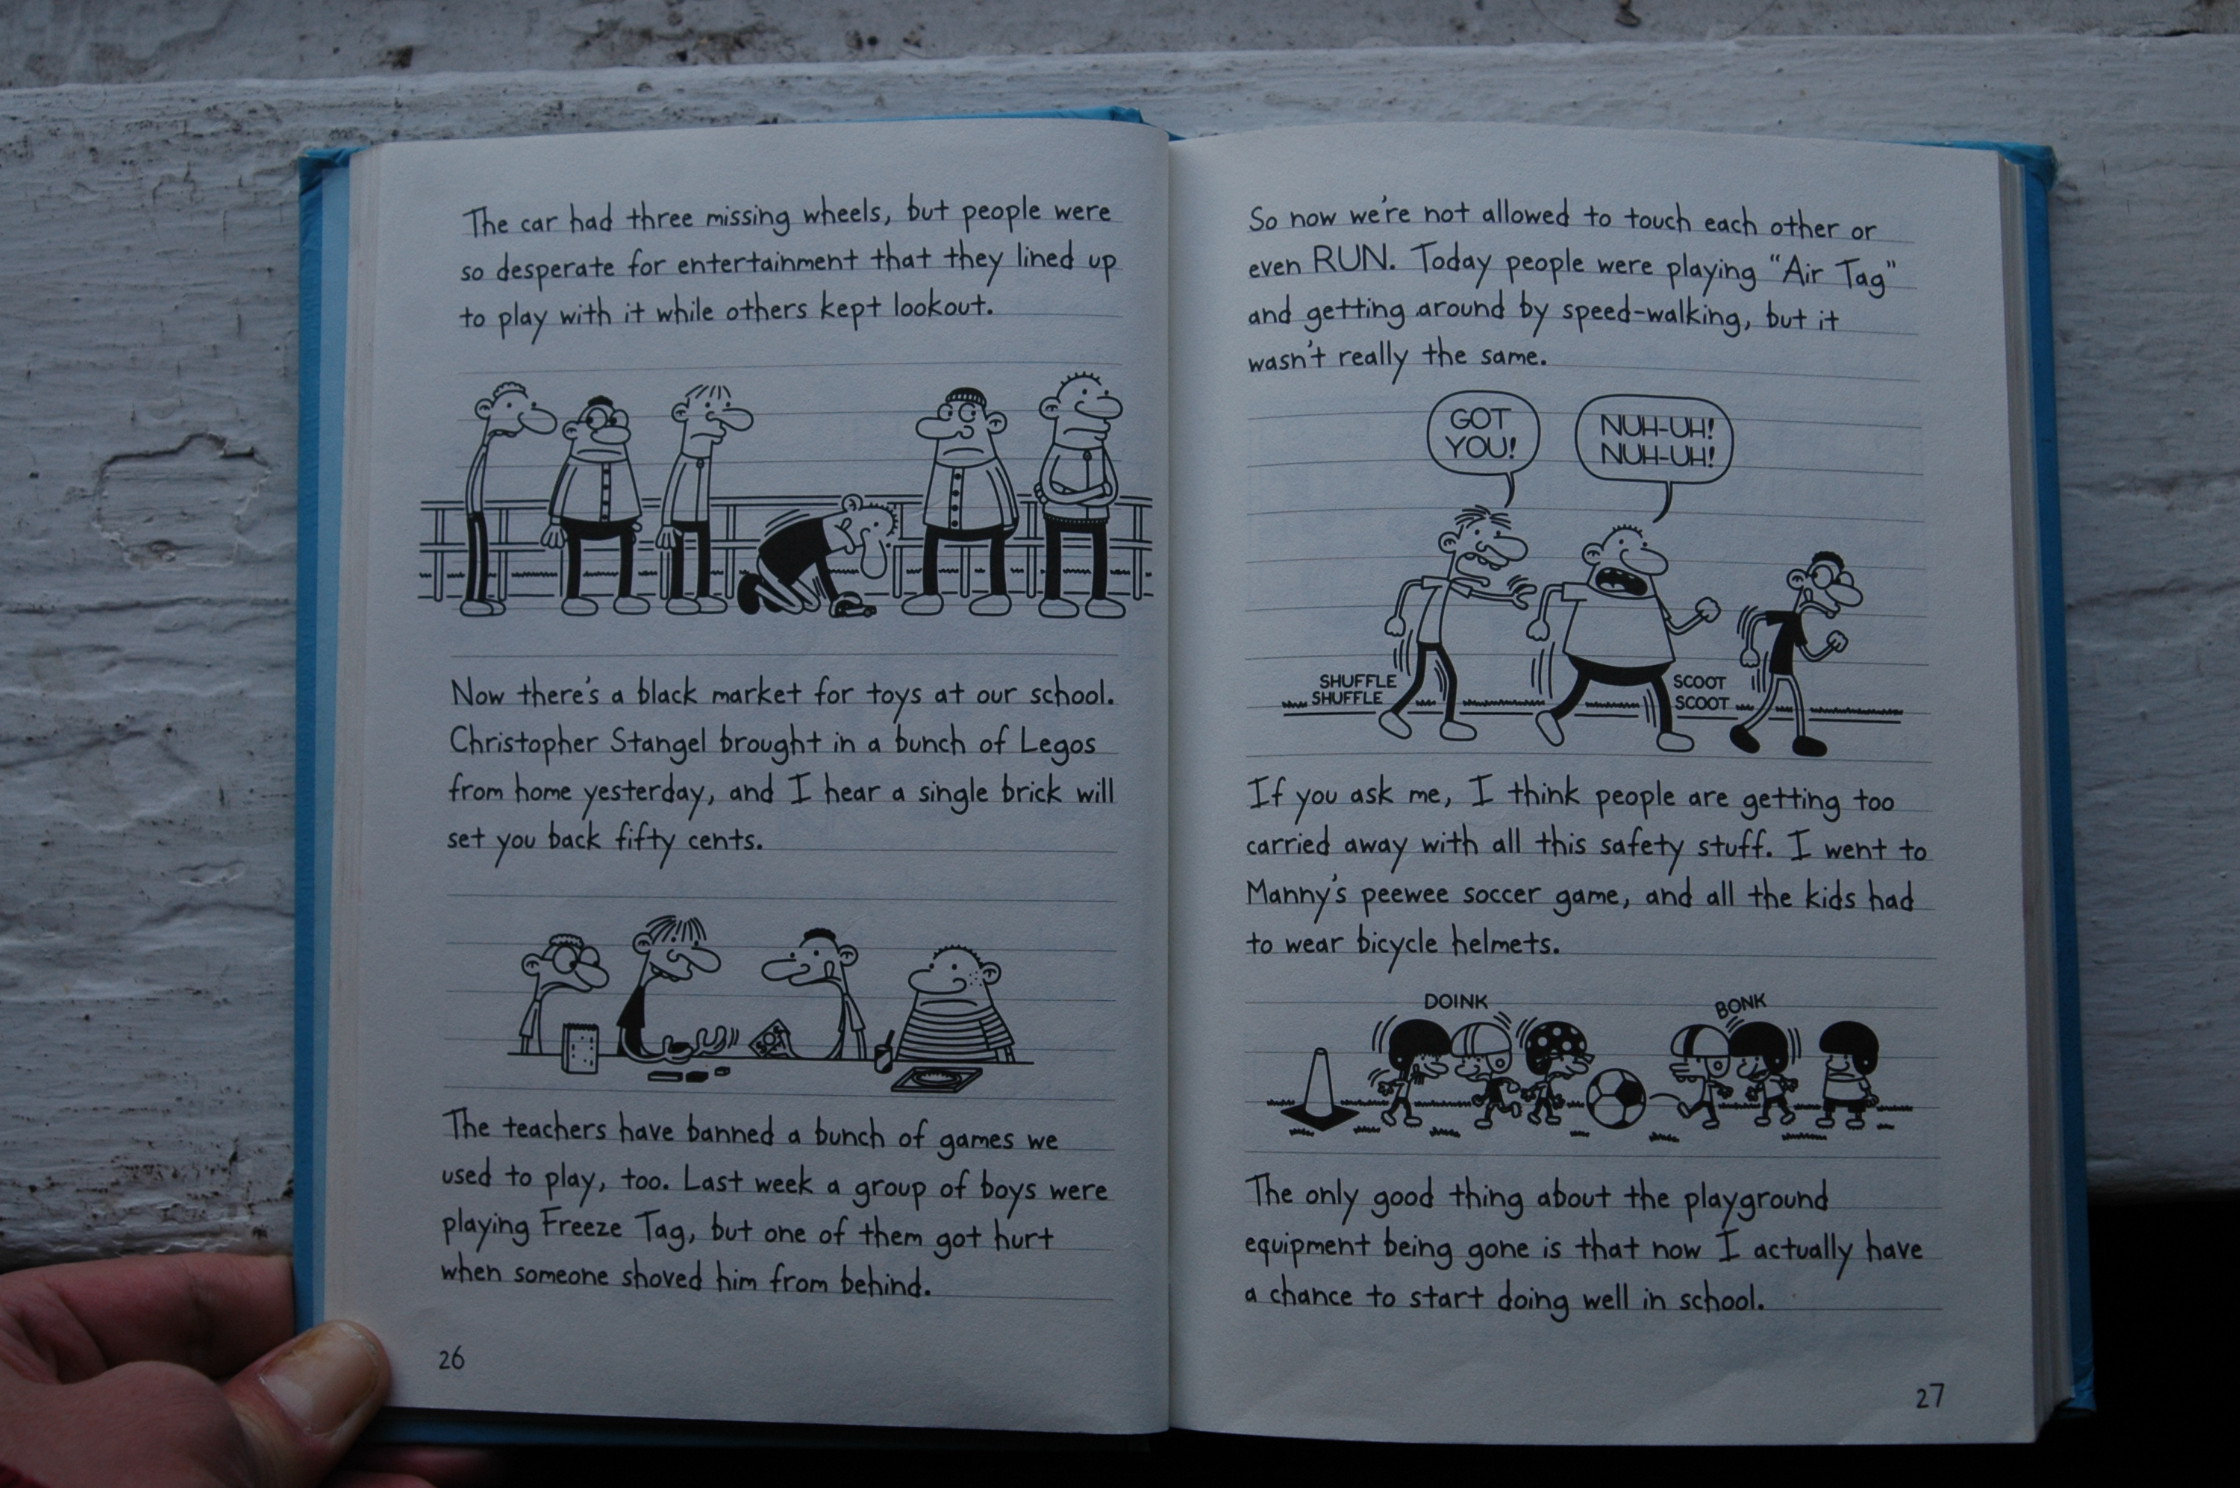 The car had three missing wheels, but people were
so desperate for entertainment that they lined up
to play with it while others kept lookout.
Now there's a black market for toys at our school.
Christopher Stangel brought in a bunch of Legos
from home yesterday, and I hear a single brick will
set you back fifty cents.
The teachers have banned a bunch of games we
used to play, too. Last week a group of boys were
playing Freeze Tag, but one of them got hurt
when someone shoved him from behind.
26
So now we're not allowed to touch each other or
even RUN. Today people were playing "Air Tag"
and getting around by speed-walking, but it
wasn't really the same.
GOT
YOU!
NUH-UH!
NUH-UH!
SHUFFLE
SHUFFLE
SCOOT
SCOOT
If you ask me, I think people are getting too
carried away with all this safety stuff. I went to
Manny's peewee soccer game, and all the kids had
to wear bicycle helmets.
DOINK
BONK
The only good thing about the playground
equipment being gone is that now I actually have
a chance to start doing well in school.
27